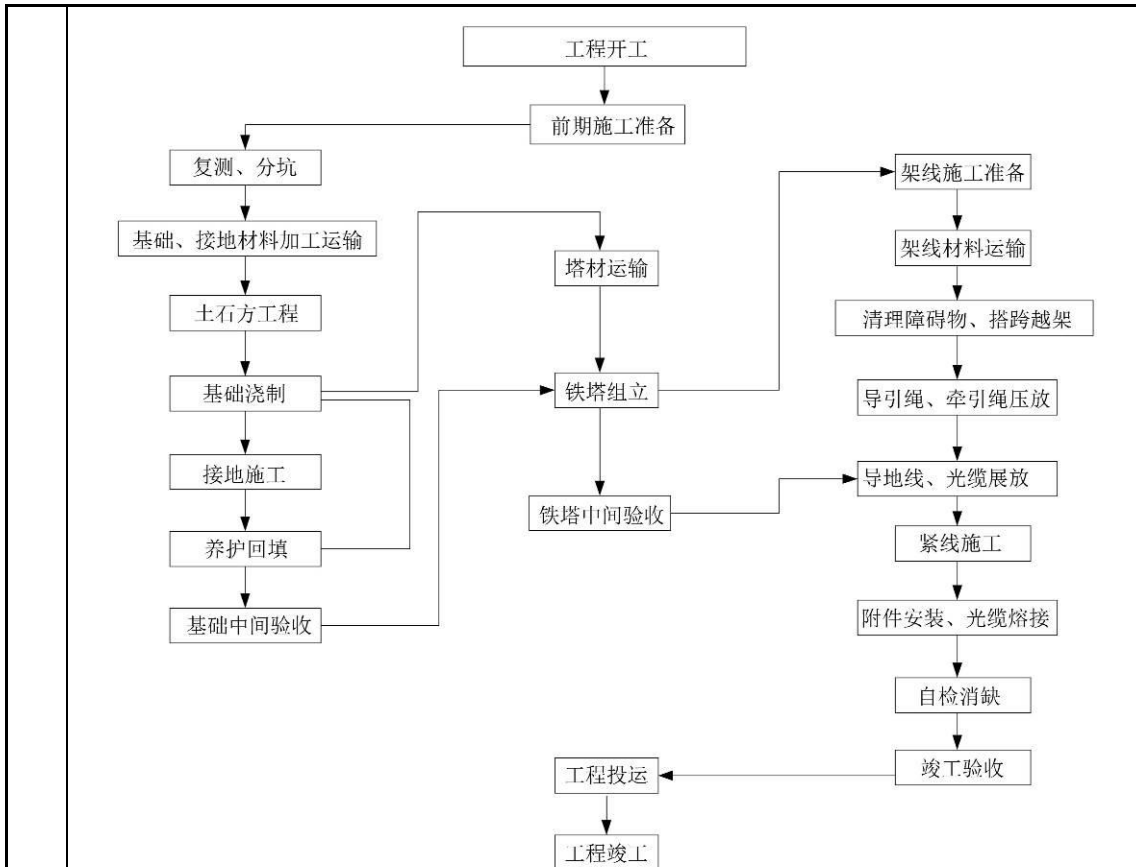 工程开工
前期施工准备
复测、分坑
基础、接地材料加工运输
土石方工程
基础浇制
接地施工
养护回填
基础中间验收
塔材运输
铁塔组立
铁塔中间验收
架线施工准备
架线材料运输
清理障碍物、搭跨越架
导引绳、牵引绳压放
导地线、光缆展放
紧线施工
附件安装、光缆熔接
自检消缺
竣工验收
工程投运
工程竣工